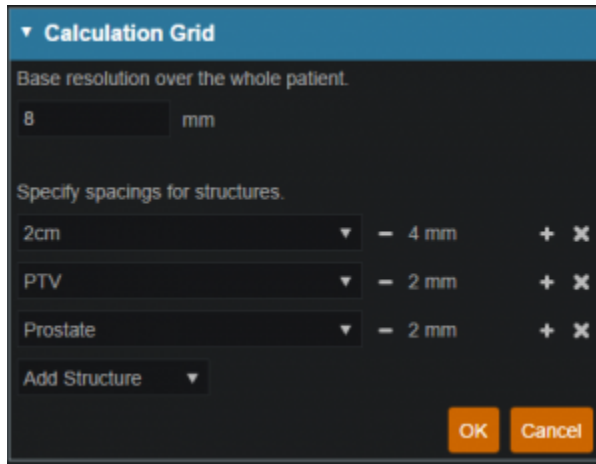 Calculation Grid
Base resolution over the whole patient.
8 mm
Specify spacings for structures.
2cm 4 mm
PTV 2 mm
Prostate 2 mm
Add Structure
OK Cancel